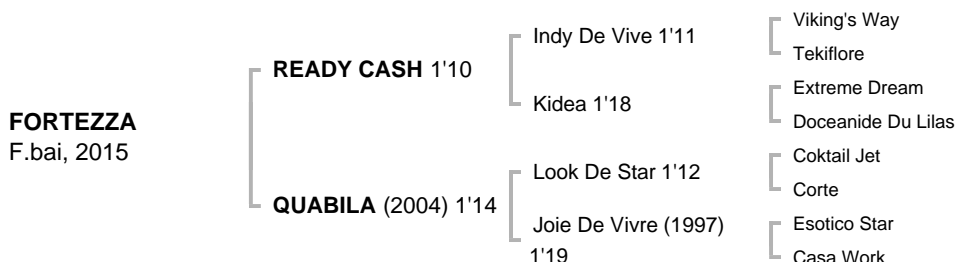 FORTEZZA
F.bai, 2015
READY CASH 1'10
QUABILA (2004) 1'14
Indy De Vive 1'11
Kidea 1'18
Look De Star 1'12
Joie De Vivre (1997)
1'19
Viking's Way
Tekiflore
Extreme Dream
Doceanide Du Lilas
Coktail Jet
Corte
Esotico Star
Casa Work